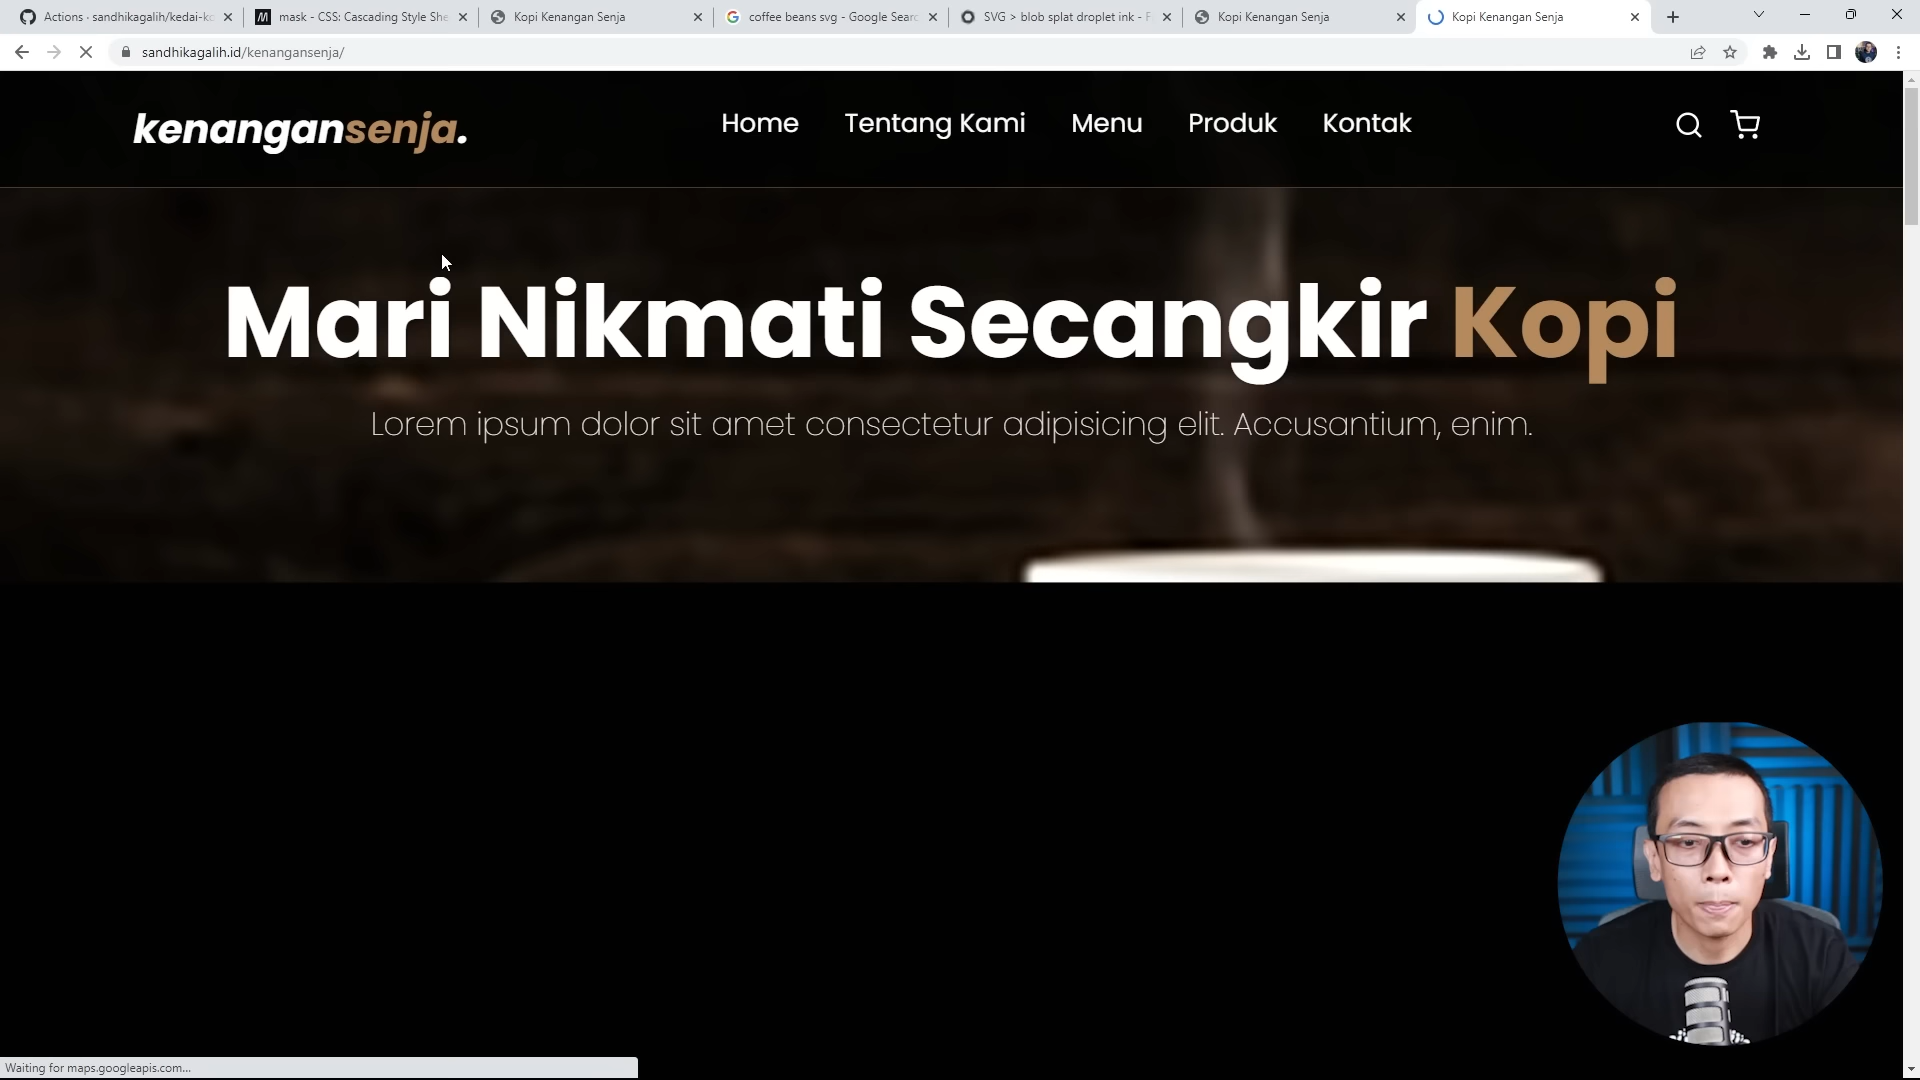 Actions · sandhikagalih/kedai-ko
mask - CSS: Cascading Style She
Kopi Kenangan Senja
coffee beans svg - Google Searc
SVG > blob splat droplet ink - F
Kopi Kenangan Senja
Kopi Kenangan Senja
sandhikagalih.id/kenangansenja/
kenangansenja.
Home
Tentang Kami
Menu
Produk
Kontak
Mari Nikmati Secangkir Kopi
Lorem ipsum dolor sit amet consectetur adipisicing elit. Accusantium, enim.
Waiting for maps.googleapis.com...